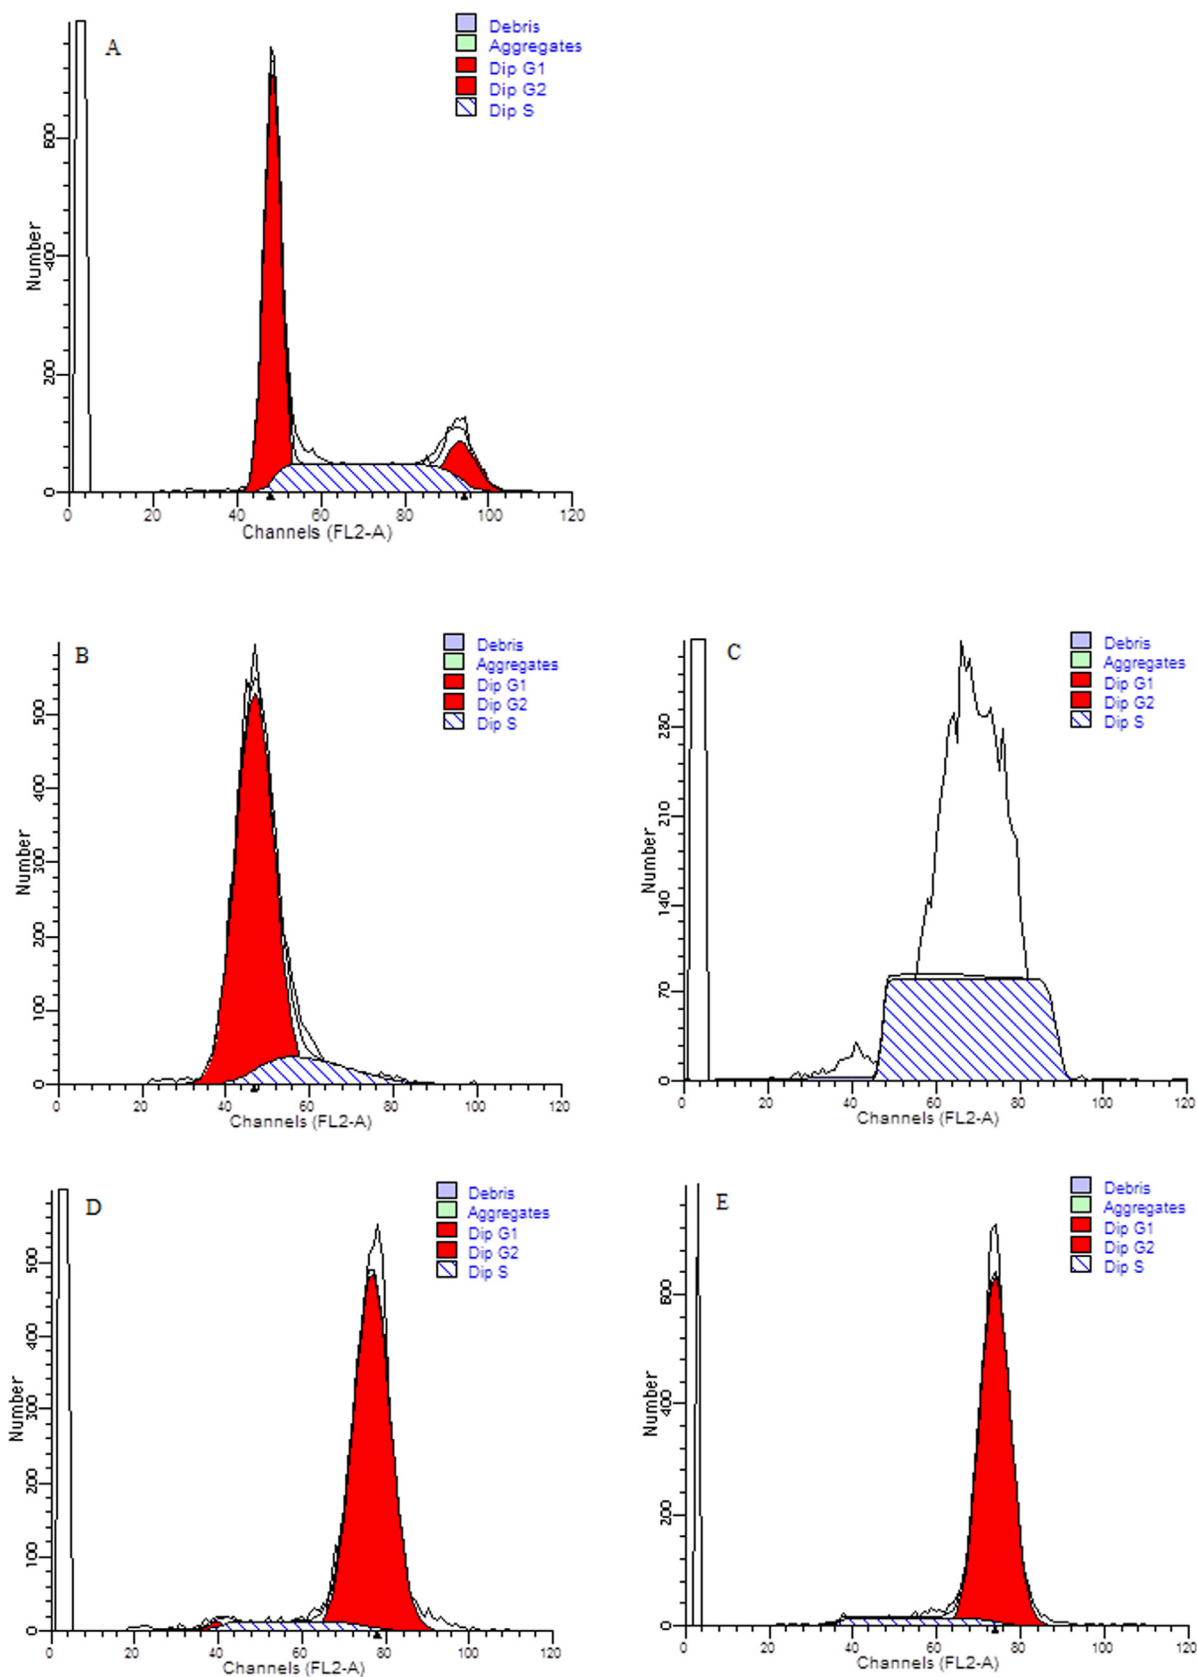 A
Debris
Aggregates
Dip G1
Dip G2
Dip S
Number
0 200 400 600
0 20 40 60 80 100 120
Channels (FL2-A)
B
Debris
Aggregates
Dip G1
Dip G2
Dip S
Number
0 100 200 300 400 500
0 20 40 60 80 100 120
Channels (FL2-A)
C
Debris
Aggregates
Dip G1
Dip G2
Dip S
Number
0 70 140 210 280
0 20 40 60 80 100 120
Channels (FL2-A)
D
Debris
Aggregates
Dip G1
Dip G2
Dip S
Number
0 100 200 300 400 500
0 20 40 60 80 100 120
Channels (FL2-A)
E
Debris
Aggregates
Dip G1
Dip G2
Dip S
Number
0 200 400 600
0 20 40 60 80 100 120
Channels (FL2-A)